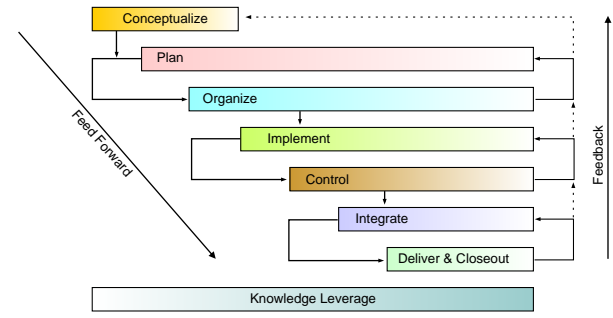 Conceptualize
Plan
Organize
Implement
Control
Integrate
Deliver & Closeout
Knowledge Leverage
Feed Forward
Feedback